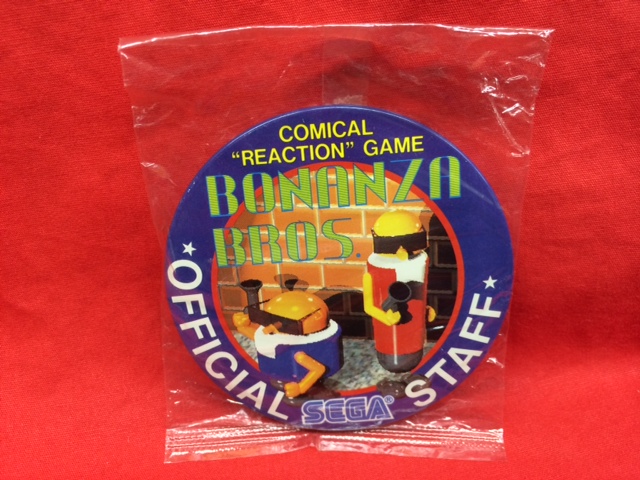 COMICAL
“REACTION” GAME
BONANZA
BROS.
★OFFICIAL STAFF★
SEGA®